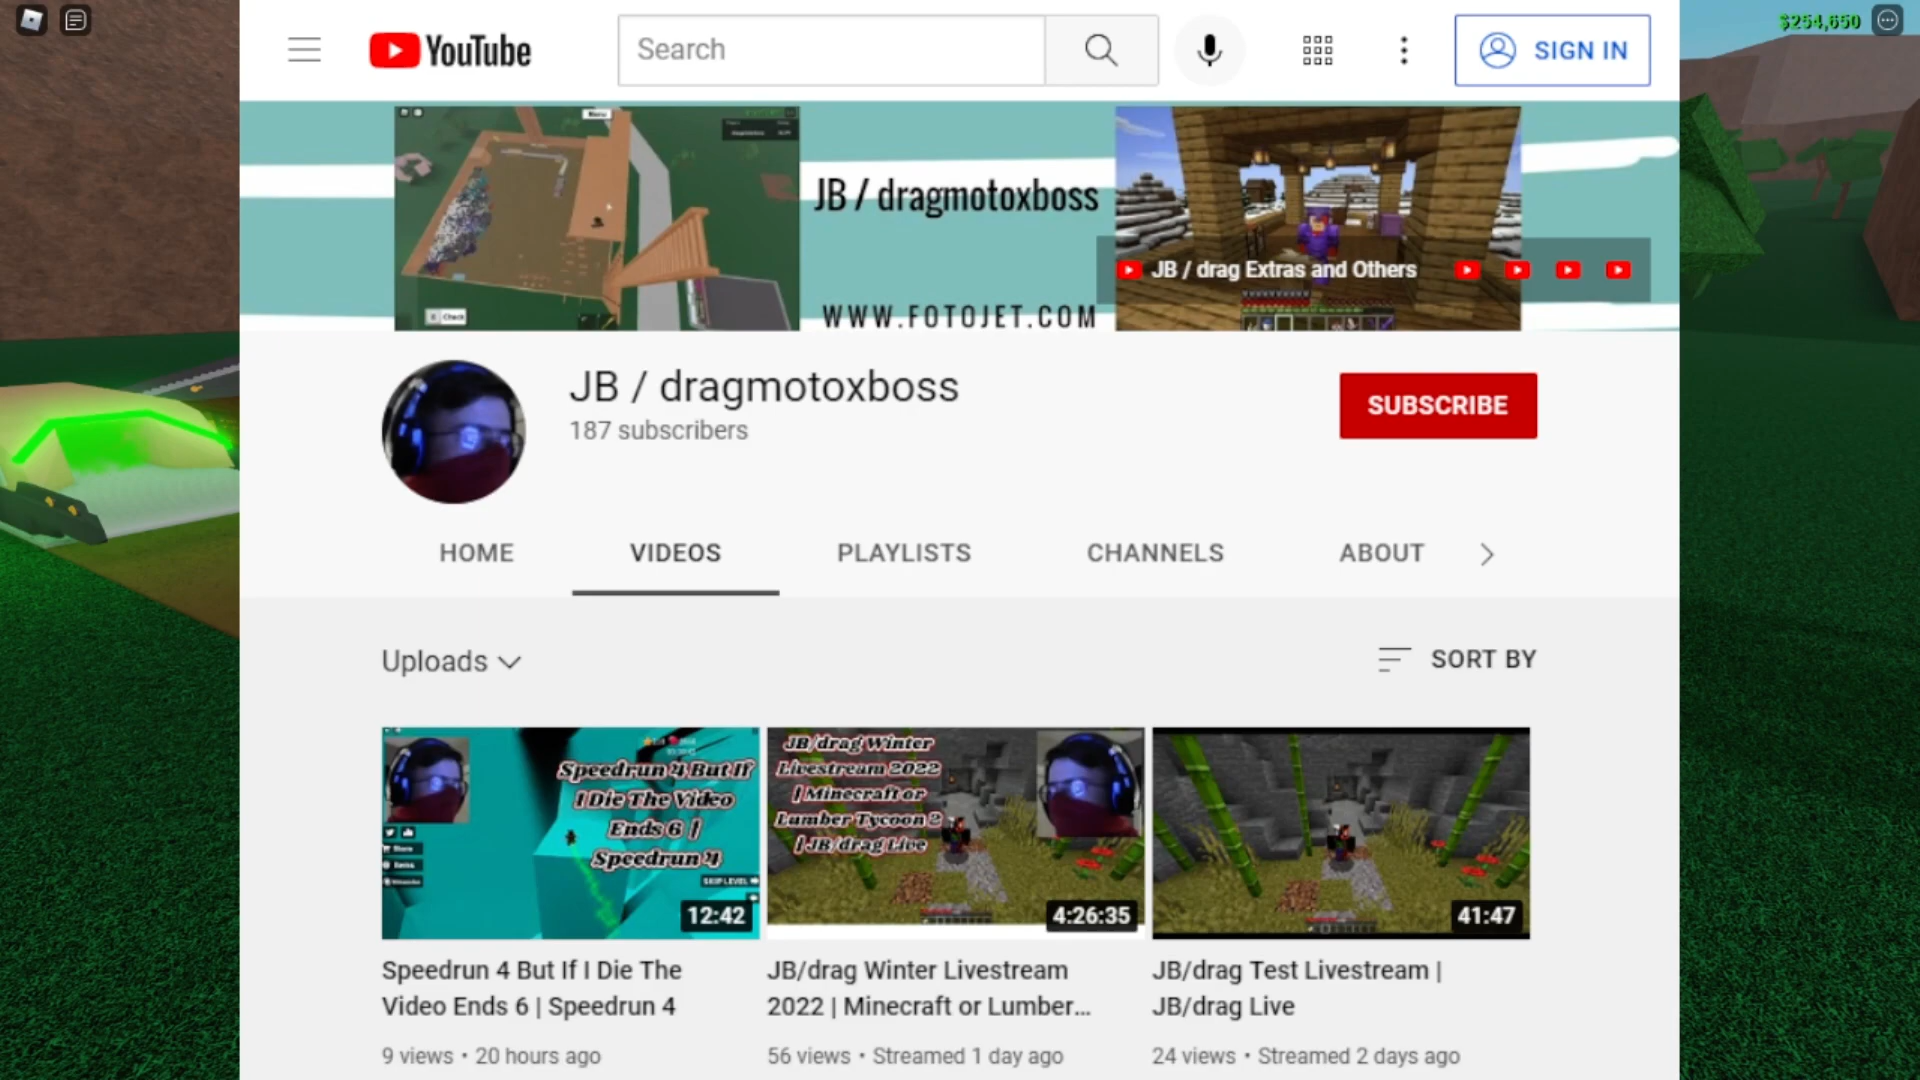 $254,650
YouTube
Search
SIGN IN
Menu
JB / dragmotoxboss
WWW.FOTOJET.COM
JB / drag Extras and Others
JB / dragmotoxboss
187 subscribers
SUBSCRIBE
HOME
VIDEOS
PLAYLISTS
CHANNELS
ABOUT
Uploads
SORT BY
Speedrun 4 But If
I Die The Video
Ends 6 |
Speedrun 4
SKIP LEVEL
12:42
JB/drag Winter
Livestream 2022
| Minecraft or
Lumber Tycoon 2
| JB/drag Live
4:26:35
41:47
Speedrun 4 But If I Die The
Video Ends 6 | Speedrun 4
9 views • 20 hours ago
JB/drag Winter Livestream
2022 | Minecraft or Lumber...
56 views • Streamed 1 day ago
JB/drag Test Livestream |
JB/drag Live
24 views • Streamed 2 days ago